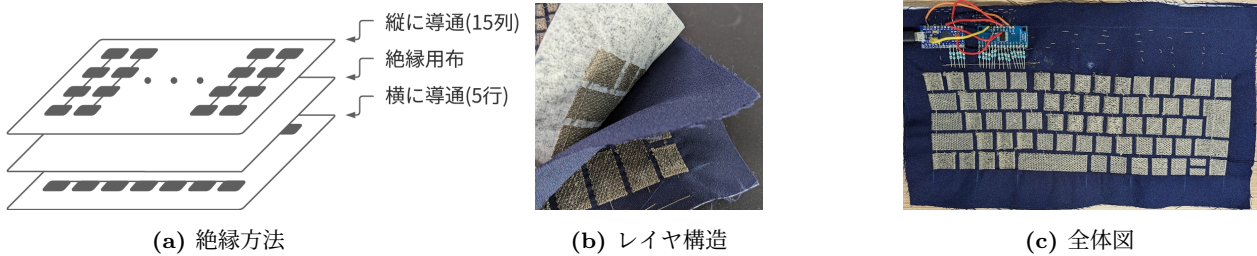 縦に導通(15列)
絶縁用布
横に導通(5行)
(a) 絶縁方法
(b) レイヤ構造
(c) 全体図